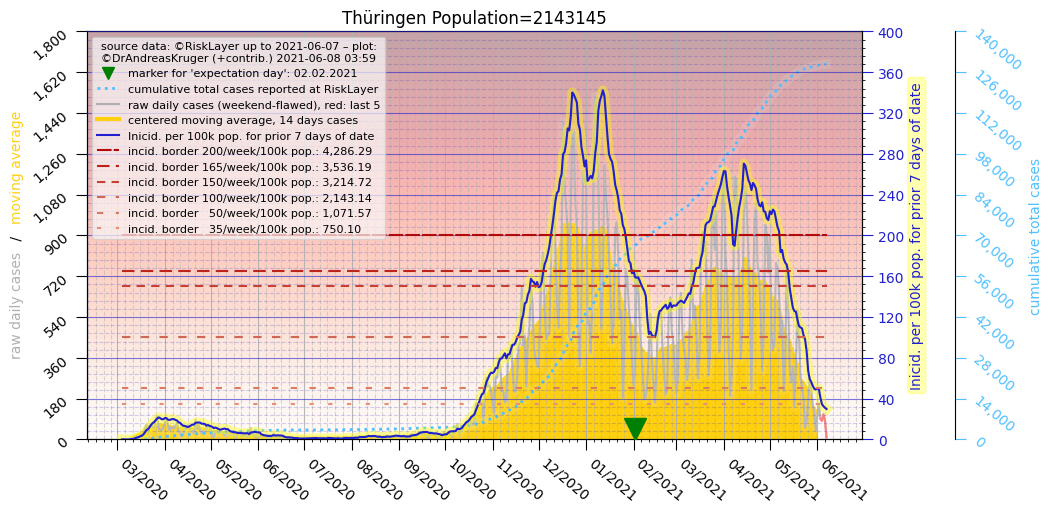 Thüringen Population=2143145
source data: ©RiskLayer up to 2021-06-07 – plot:
©DrAndreasKruger (+contrib.) 2021-06-08 03:59
marker for 'expectation day': 02.02.2021
cumulative total cases reported at RiskLayer
raw daily cases (weekend-flawed), red: last 5
centered moving average, 14 days cases
Inicid. per 100k pop. for prior 7 days of date
incid. border 200/week/100k pop.: 4,286.29
incid. border 165/week/100k pop.: 3,536.19
incid. border 150/week/100k pop.: 3,214.72
incid. border 100/week/100k pop.: 2,143.14
incid. border   50/week/100k pop.: 1,071.57
incid. border   35/week/100k pop.: 750.10
raw daily cases / moving average
1,800
1,620
1,440
1,260
1,080
900
720
540
360
180
0
03/2020
04/2020
05/2020
06/2020
07/2020
08/2020
09/2020
10/2020
11/2020
12/2020
01/2021
02/2021
03/2021
04/2021
05/2021
06/2021
400
360
320
280
240
200
160
120
80
40
0
Inicid. per 100k pop. for prior 7 days of date
140,000
126,000
112,000
98,000
84,000
70,000
56,000
42,000
28,000
14,000
0
cumulative total cases